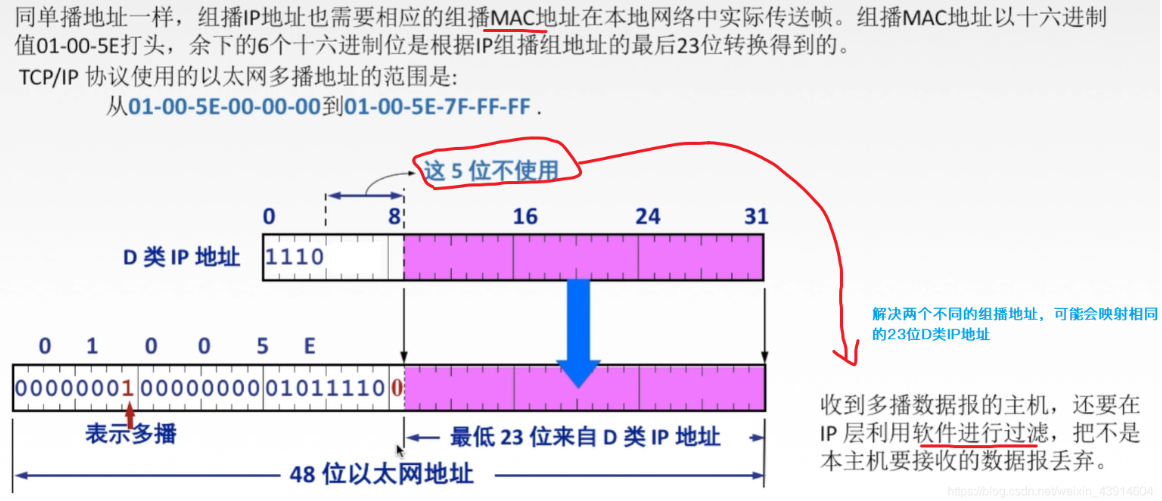 同单播地址一样，组播IP地址也需要相应的组播MAC地址在本地网络中实际传送帧。组播MAC地址以十六进制
值01-00-5E打头，余下的6个十六进制位是根据IP组播组地址的最后23位转换得到的。
TCP/IP 协议使用的以太网多播地址的范围是:
从01-00-5E-00-00-00到01-00-5E-7F-FF-FF .
这 5 位不使用
0 8 16 24 31
D 类 IP 地址
1110
解决两个不同的组播地址，可能会映射相同
的23位D类IP地址
0 1 0 0 5 E
0000000100000000010111100
表示多播
最低 23 位来自 D 类 IP 地址
48 位以太网地址
收到多播数据报的主机，还要在
IP 层利用软件进行过滤，把不是
本主机要接收的数据报丢弃。
https://blog.csdn.net/weixin_43914604